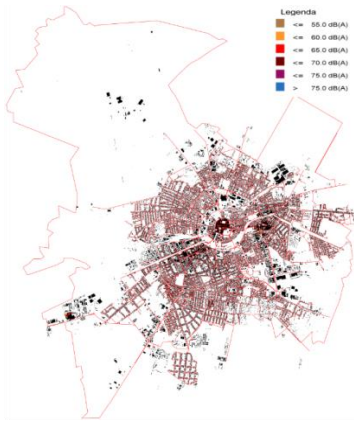 Legenda
<= 55.0 dB(A)
<= 60.0 dB(A)
<= 65.0 dB(A)
<= 70.0 dB(A)
<= 75.0 dB(A)
> 75.0 dB(A)